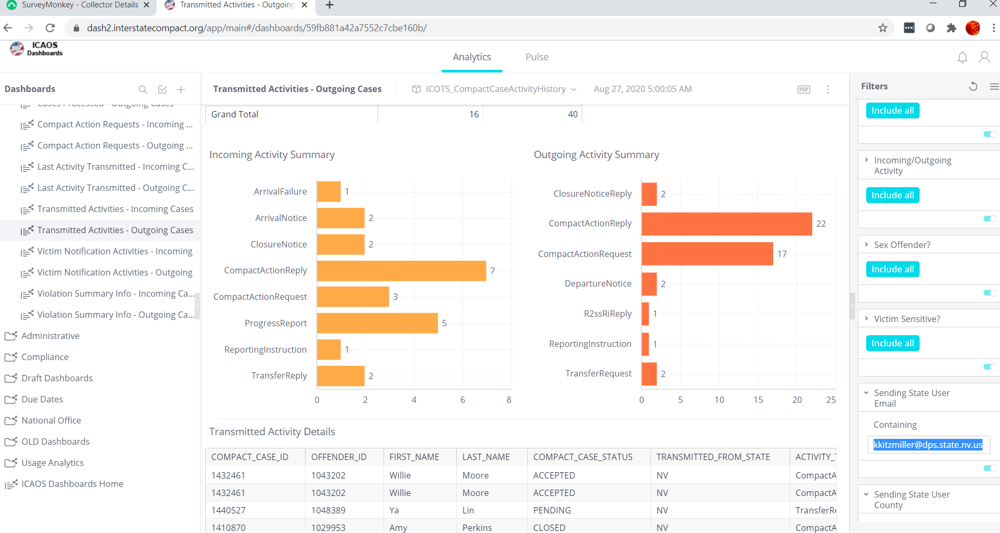 SurveyMonkey - Collector Details
Transmitted Activities - Outgoing
dash2.interstatecompact.org/app/main#/dashboards/59fb881a42a7552c7cbe160b/
ICAOS
Dashboards
Analytics
Pulse
Dashboards
Transmitted Activities - Outgoing Cases
ICOTS_CompactCaseActivityHistory
Aug 27, 2020 5:00:05 AM
PDF
Filters
Cases Processed - Outgoing Cases
Compact Action Requests - Incoming ...
Compact Action Requests - Outgoing ...
Last Activity Transmitted - Incoming C...
Last Activity Transmitted - Outgoing C...
Transmitted Activities - Incoming Cases
Transmitted Activities - Outgoing Cases
Victim Notification Activities - Incoming
Victim Notification Activities - Outgoing
Violation Summary Info - Incoming Ca...
Violation Summary Info - Outgoing Ca...
Administrative
Compliance
Draft Dashboards
Due Dates
National Office
OLD Dashboards
Usage Analytics
ICAOS Dashboards Home
Grand Total 16 40
Incoming Activity Summary
ArrivalFailure 1
ArrivalNotice 2
ClosureNotice 2
CompactActionReply 7
CompactActionRequest 3
ProgressReport 5
ReportingInstruction 1
TransferReply 2
0 2 4 6 8
Outgoing Activity Summary
ClosureNoticeReply 2
CompactActionReply 22
CompactActionRequest 17
DepartureNotice 2
R2ssRiReply 1
ReportingInstruction 1
TransferRequest 2
0 5 10 15 20 25
Transmitted Activity Details
COMPACT_CASE_ID OFFENDER_ID FIRST_NAME LAST_NAME COMPACT_CASE_STATUS TRANSMITTED_FROM_STATE ACTIVITY_T
1432461 1043202 Willie Moore ACCEPTED NV CompactA
1432461 1043202 Willie Moore ACCEPTED NV CompactA
1440527 1048389 Ya Lin PENDING NV TransferRe
1410870 1029953 Amy Perkins CLOSED NV CompactA
Include all
Incoming/Outgoing
Activity
Include all
Sex Offender?
Include all
Victim Sensitive?
Include all
Sending State User
Email
Containing
kkitzmiller@dps.state.nv.us
Sending State User
County